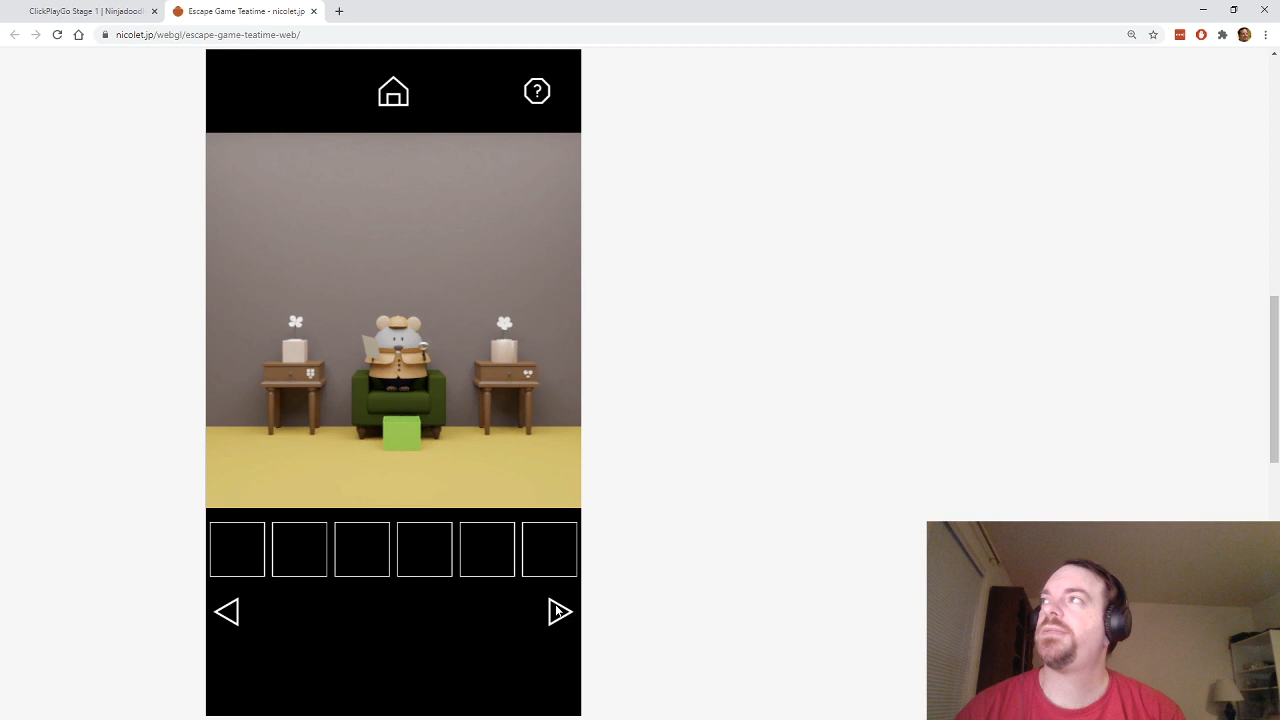 ClickPlayGo Stage 1 | Ninjadoodl
Escape Game Teatime - nicolet.jp
nicolet.jp/webgl/escape-game-teatime-web/
?